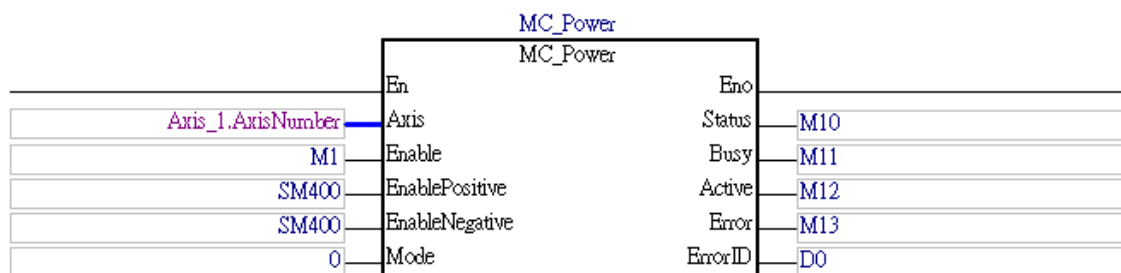 MC_Power
MC_Power
En Eno
Axis_1.AxisNumber Axis Status M10
M1 Enable Busy M11
SM400 EnablePositive Active M12
SM400 EnableNegative Error M13
0 Mode ErrorID D0